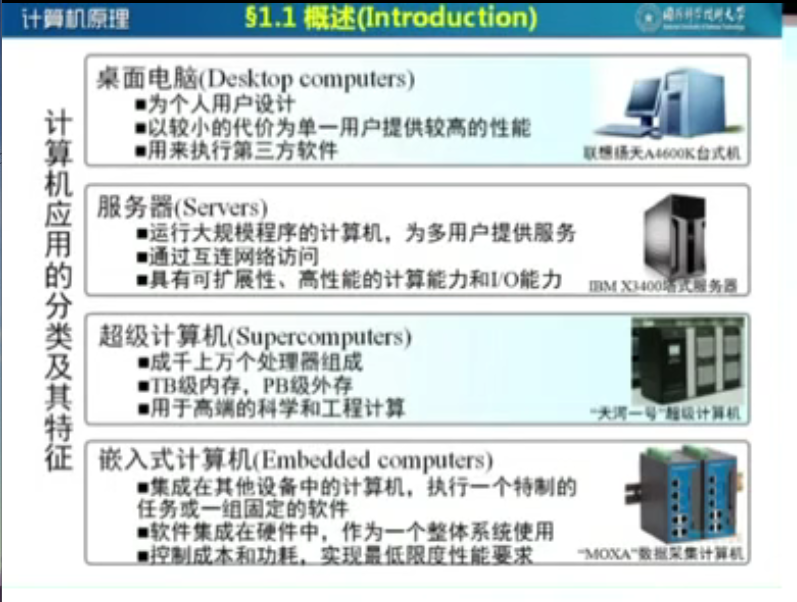 计算机原理
§1.1 概述(Introduction)
国防科学技术大学
计算机应用的分类及其特征
桌面电脑(Desktop computers)
■为个人用户设计
■以较小的代价为单一用户提供较高的性能
■用来执行第三方软件
联想扬天A4600K台式机
服务器(Servers)
■运行大规模程序的计算机，为多用户提供服务
■通过互连网络访问
■具有可扩展性、高性能的计算能力和I/O能力
IBM X3400塔式服务器
超级计算机(Supercomputers)
■成千上万个处理器组成
■TB级内存，PB级外存
■用于高端的科学和工程计算
“天河一号”超级计算机
嵌入式计算机(Embedded computers)
■集成在其他设备中的计算机，执行一个特制的
任务或一组固定的软件
■软件集成在硬件中，作为一个整体系统使用
■控制成本和功耗，实现最低限度性能要求
“MOXA”数据采集计算机